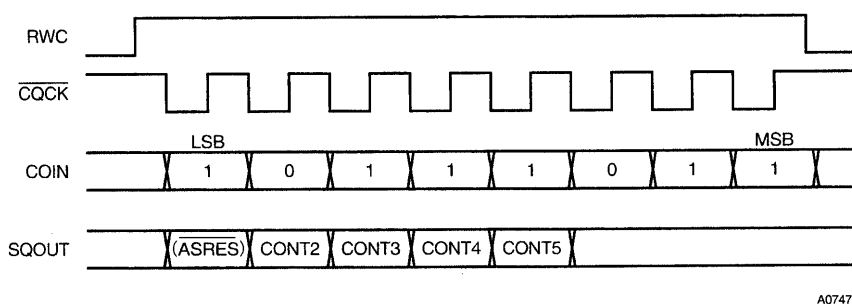 RWC
CQCK
LSB MSB
COIN 1 0 1 1 1 0 1 1
SQOUT (ASRES) CONT2 CONT3 CONT4 CONT5
A0747